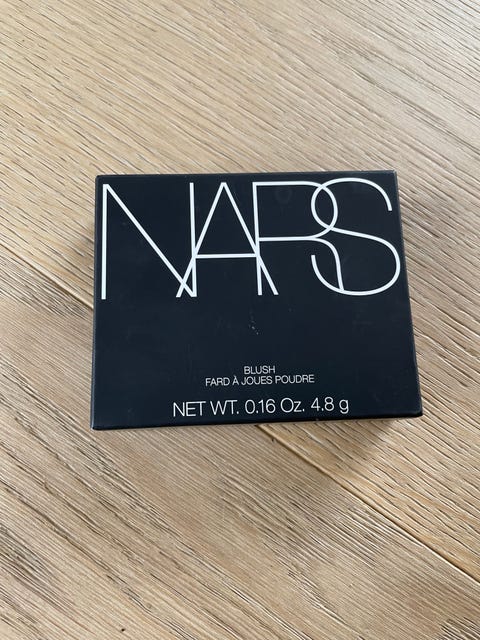 NARS
BLUSH
FARD À JOUES POUDRE
NET WT. 0.16 Oz. 4.8 g